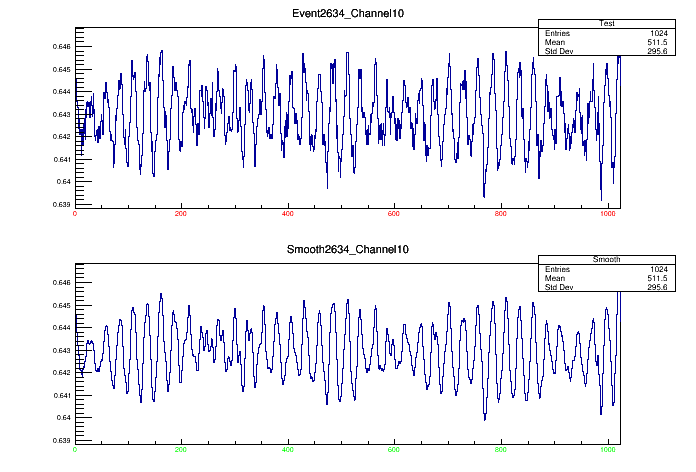 Event2634_Channel10
Test
Entries 1024
Mean 511.5
Std Dev 295.6
0.646
0.645
0.644
0.643
0.642
0.641
0.64
0.639
0 200 400 600 800 1000
Smooth2634_Channel10
Smooth
Entries 1024
Mean 511.5
Std Dev 295.6
0.646
0.645
0.644
0.643
0.642
0.641
0.64
0.639
0 200 400 600 800 1000